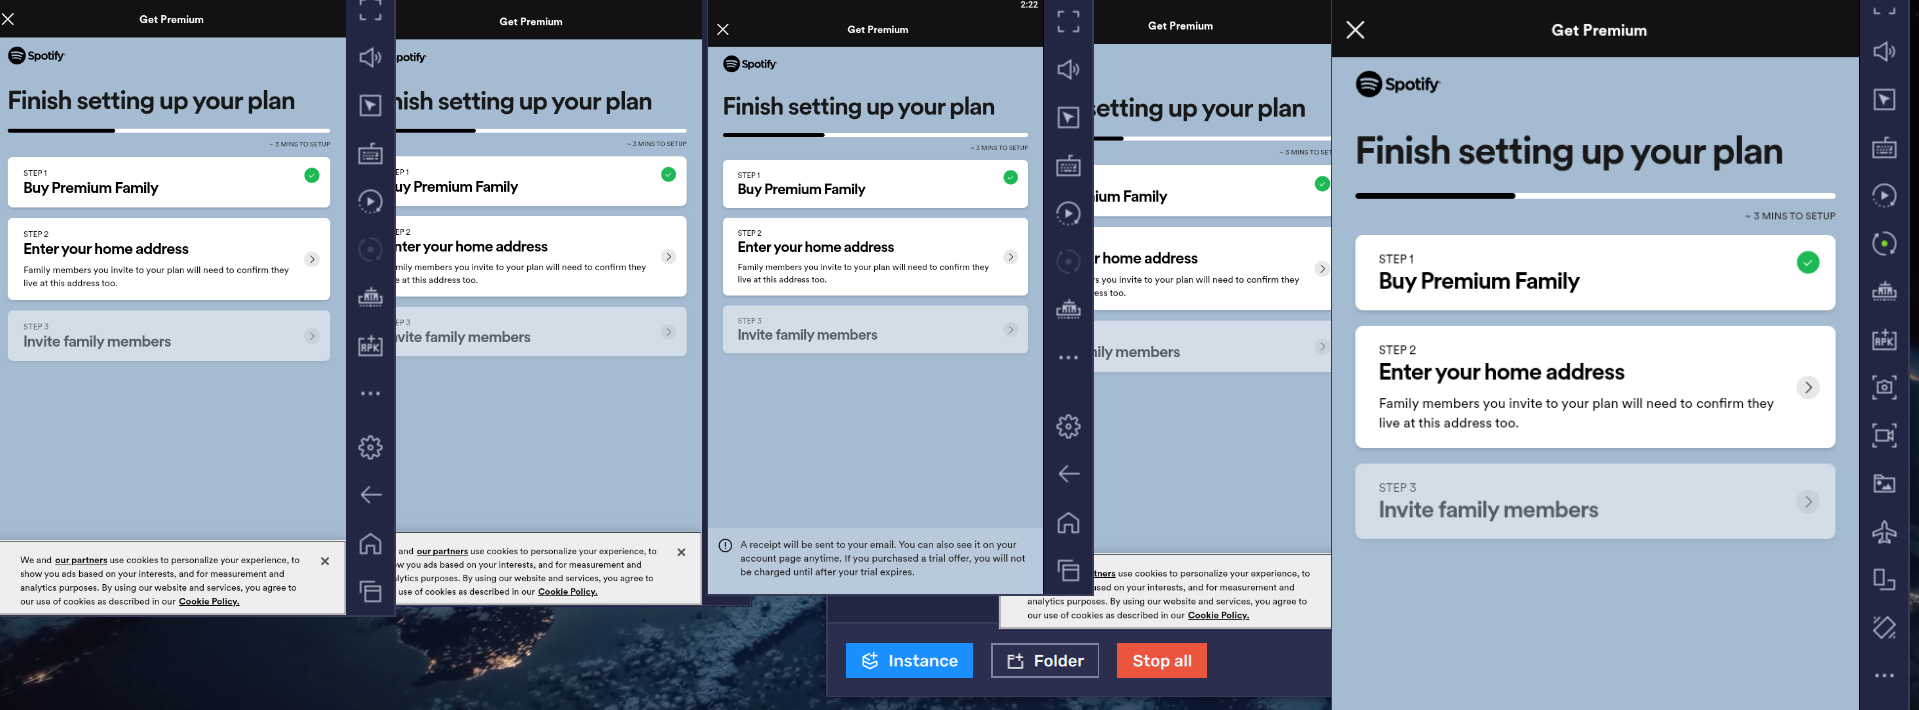 Get Premium
Spotify
Finish setting up your plan
~ 3 MINS TO SETUP
STEP 1
Buy Premium Family
STEP 2
Enter your home address
Family members you invite to your plan will need to confirm they
live at this address too.
STEP 3
Invite family members
We and our partners use cookies to personalize your experience, to
show you ads based on your interests, and for measurement and
analytics purposes. By using our website and services, you agree to
our use of cookies as described in our Cookie Policy.
APK
Get Premium
potify
nish setting up your plan
~ 3 MINS TO SETUP
EP 1
uy Premium Family
EP 2
nter your home address
mily members you invite to your plan will need to confirm they
e at this address too.
EP 3
vite family members
and our partners use cookies to personalize your experience, to
w you ads based on your interests, and for measurement and
lytics purposes. By using our website and services, you agree to
use of cookies as described in our Cookie Policy.
2:22
Get Premium
Spotify
Finish setting up your plan
~ 3 MINS TO SETUP
STEP 1
Buy Premium Family
STEP 2
Enter your home address
Family members you invite to your plan will need to confirm they
live at this address too.
STEP 3
Invite family members
A receipt will be sent to your email. You can also see it on your
account page anytime. If you purchased a trial offer, you will not
be charged until after your trial expires.
Get Premium
setting up your plan
~ 3 MINS TO SET
ium Family
r home address
s you invite to your plan will need to confirm they
ess too.
ily members
tners use cookies to personalize your experience, to
ased on your interests, and for measurement and
analytics purposes. By using our website and services, you agree to
our use of cookies as described in our Cookie Policy.
Instance
Folder
Stop all
Get Premium
Spotify
Finish setting up your plan
~ 3 MINS TO SETUP
STEP 1
Buy Premium Family
STEP 2
Enter your home address
Family members you invite to your plan will need to confirm they
live at this address too.
STEP 3
Invite family members
APK